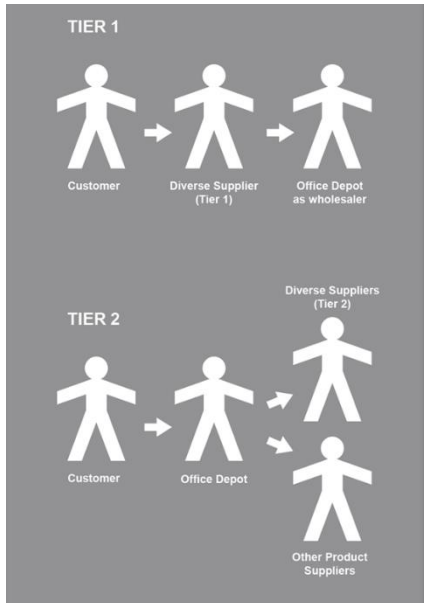 TIER 1
Customer
Diverse Supplier
(Tier 1)
Office Depot
as wholesaler
Diverse Suppliers
(Tier 2)
TIER 2
Customer
Office Depot
Other Product
Suppliers